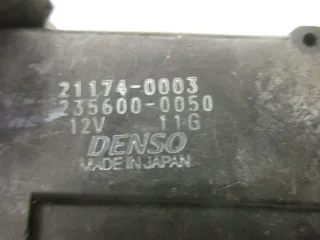 21174-0003
235600-0050
12V 11G
DENSO
MADE IN JAPAN